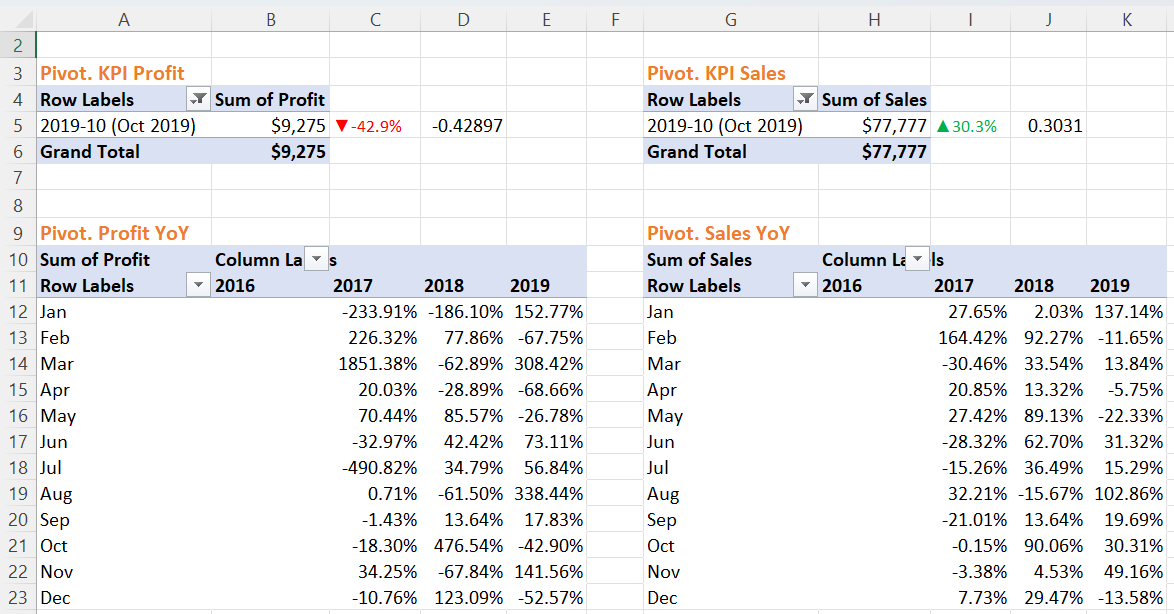 A B C D E F G H I J K
2
3 Pivot. KPI Profit Pivot. KPI Sales
4 Row Labels Sum of Profit Row Labels Sum of Sales
5 2019-10 (Oct 2019) $9,275 ▼-42.9% -0.42897 2019-10 (Oct 2019) $77,777 ▲30.3% 0.3031
6 Grand Total $9,275 Grand Total $77,777
7
8
9 Pivot. Profit YoY Pivot. Sales YoY
10 Sum of Profit Column La s Sum of Sales Column La ls
11 Row Labels 2016 2017 2018 2019 Row Labels 2016 2017 2018 2019
12 Jan -233.91% -186.10% 152.77% Jan 27.65% 2.03% 137.14%
13 Feb 226.32% 77.86% -67.75% Feb 164.42% 92.27% -11.65%
14 Mar 1851.38% -62.89% 308.42% Mar -30.46% 33.54% 13.84%
15 Apr 20.03% -28.89% -68.66% Apr 20.85% 13.32% -5.75%
16 May 70.44% 85.57% -26.78% May 27.42% 89.13% -22.33%
17 Jun -32.97% 42.42% 73.11% Jun -28.32% 62.70% 31.32%
18 Jul -490.82% 34.79% 56.84% Jul -15.26% 36.49% 15.29%
19 Aug 0.71% -61.50% 338.44% Aug 32.21% -15.67% 102.86%
20 Sep -1.43% 13.64% 17.83% Sep -21.01% 13.64% 19.69%
21 Oct -18.30% 476.54% -42.90% Oct -0.15% 90.06% 30.31%
22 Nov 34.25% -67.84% 141.56% Nov -3.38% 4.53% 49.16%
23 Dec -10.76% 123.09% -52.57% Dec 7.73% 29.47% -13.58%